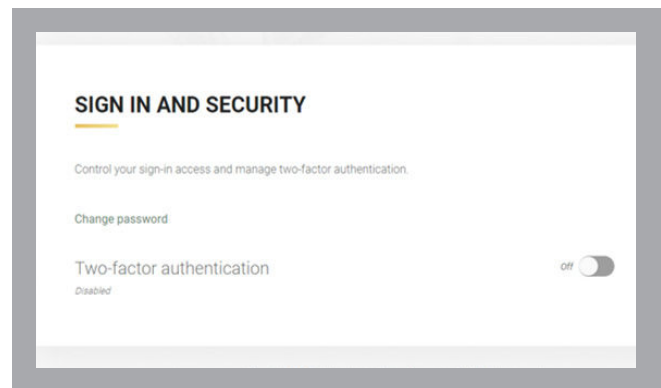 SIGN IN AND SECURITY
Control your sign-in access and manage two-factor authentication.
Change password
Two-factor authentication
Off
Disabled